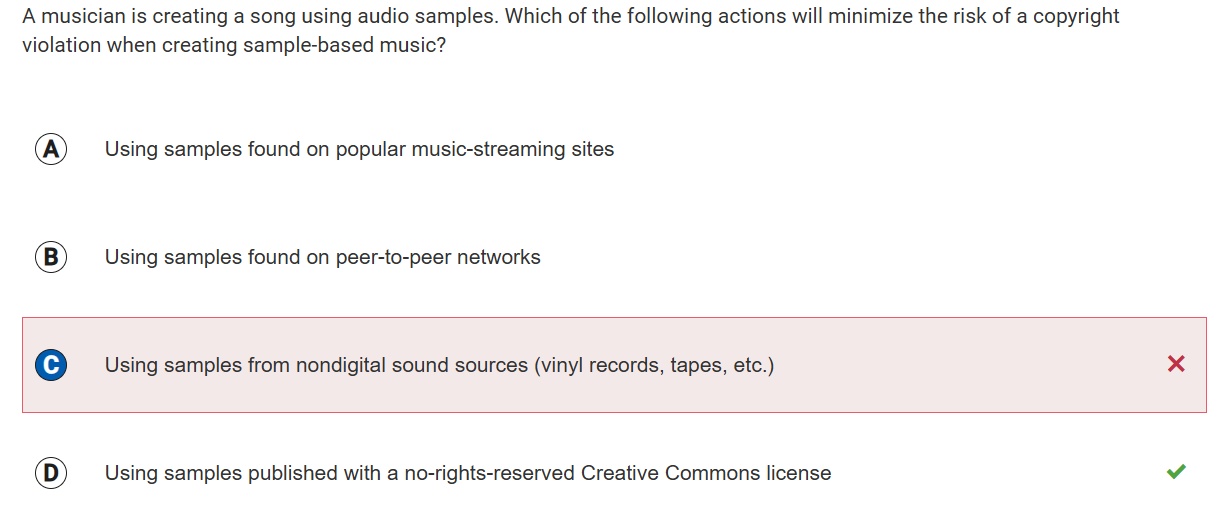 A musician is creating a song using audio samples. Which of the following actions will minimize the risk of a copyright
violation when creating sample-based music?
A Using samples found on popular music-streaming sites
B Using samples found on peer-to-peer networks
C Using samples from nondigital sound sources (vinyl records, tapes, etc.)
D Using samples published with a no-rights-reserved Creative Commons license